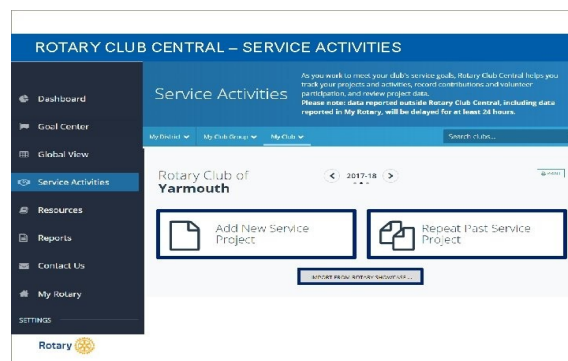 ROTARY CLUB CENTRAL – SERVICE ACTIVITIES
Dashboard
Goal Center
Global View
Service Activities
Resources
Reports
Contact Us
My Rotary
SETTINGS
Rotary
Service Activities
As you work to meet your club's service goals, Rotary Club Central helps you
track your projects and activities, record contributions and volunteer
participation, and review project data.
Please note: data reported outside Rotary Club Central, including data
reported in My Rotary, will be delayed for at least 24 hours.
My District
My Club Group
My Club
Search clubs...
Rotary Club of
Yarmouth
2017-18
Add New Service
Project
Repeat Past Service
Project
IMPORT FROM ROTARY SHOWCASE...